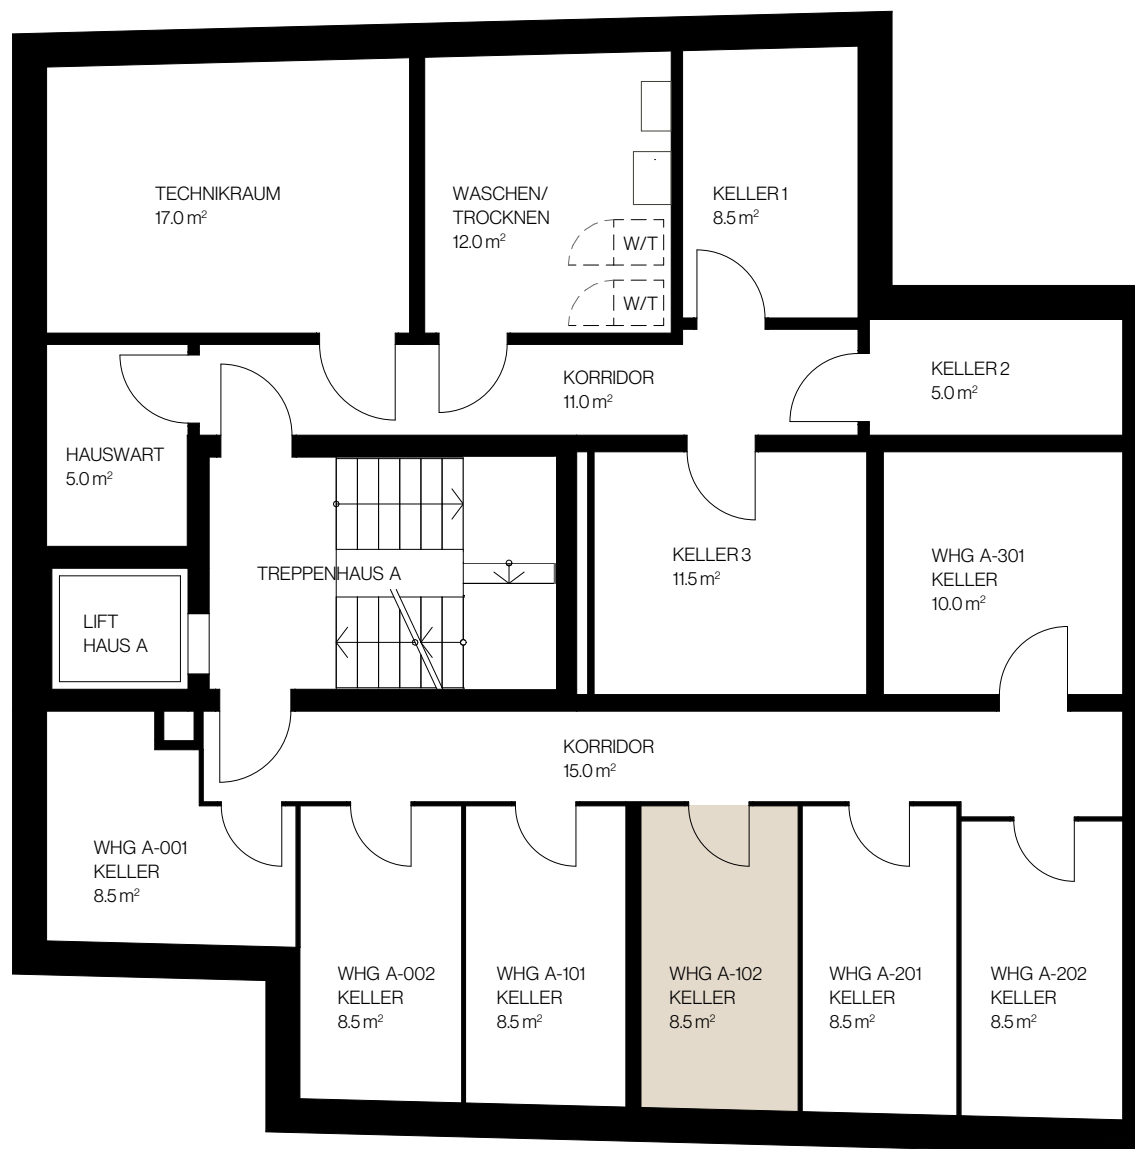 TECHNIKRAUM
17.0 m²
WASCHEN/
TROCKNEN
12.0 m²
W/T
W/T
KELLER 1
8.5 m²
KORRIDOR
11.0 m²
KELLER 2
5.0 m²
HAUSWART
5.0 m²
TREPPENHAUS A
KELLER 3
11.5 m²
WHG A-301
KELLER
10.0 m²
LIFT
HAUS A
KORRIDOR
15.0 m²
WHG A-001
KELLER
8.5 m²
WHG A-002
KELLER
8.5 m²
WHG A-101
KELLER
8.5 m²
WHG A-102
KELLER
8.5 m²
WHG A-201
KELLER
8.5 m²
WHG A-202
KELLER
8.5 m²